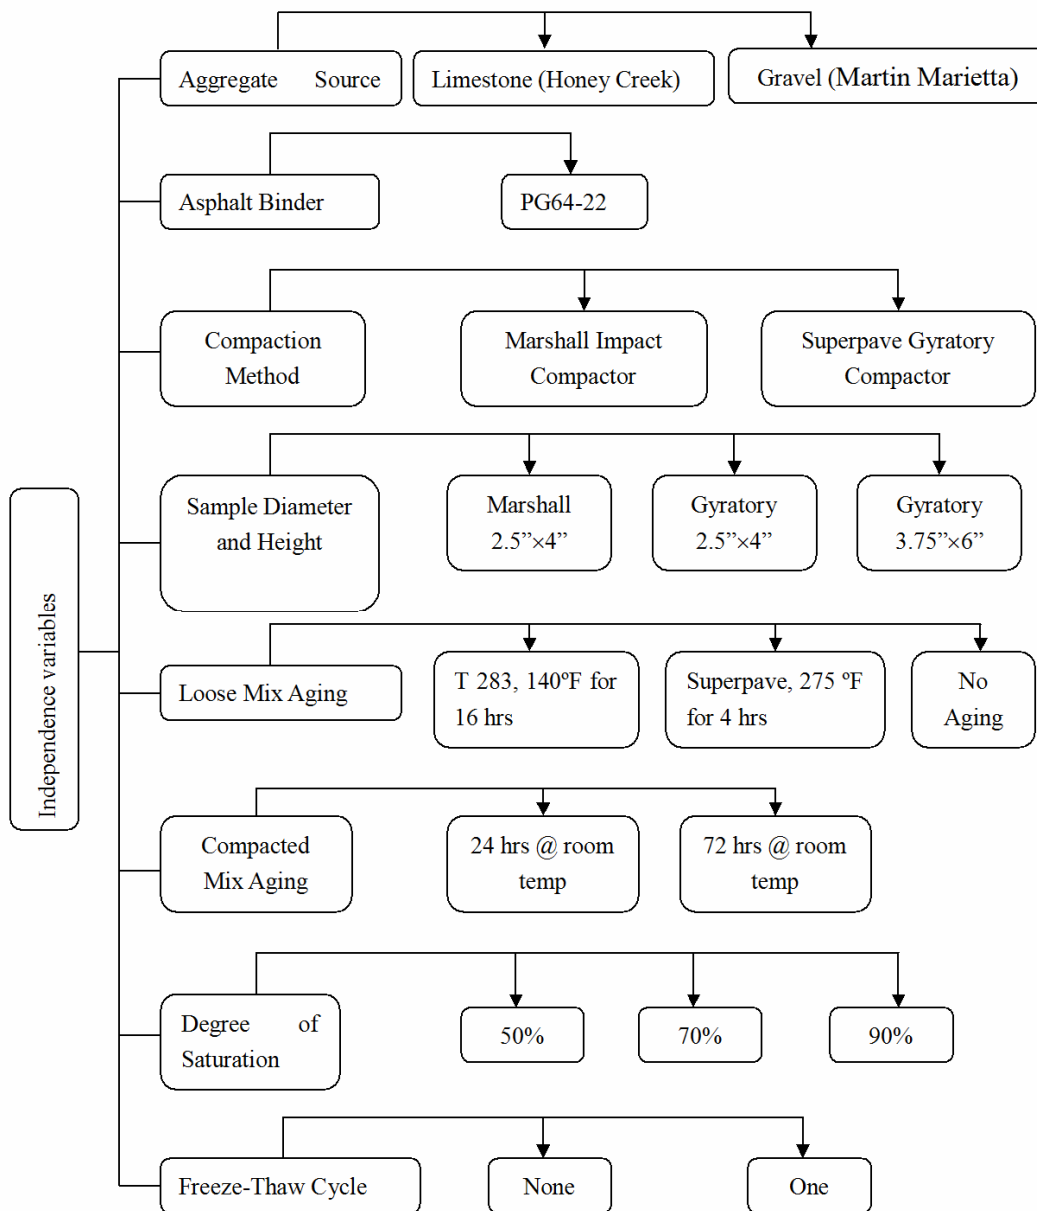 Aggregate Source
Limestone (Honey Creek)
Gravel (Martin Marietta)
Asphalt Binder
PG64-22
Compaction
Method
Marshall Impact
Compactor
Superpave Gyratory
Compactor
Sample Diameter
and Height
Marshall
2.5”×4”
Gyratory
2.5”×4”
Gyratory
3.75”×6”
Independence variables
Loose Mix Aging
T 283, 140ºF for
16 hrs
Superpave, 275 ºF
for 4 hrs
No
Aging
Compacted
Mix Aging
24 hrs @ room
temp
72 hrs @ room
temp
Degree of
Saturation
50%
70%
90%
Freeze-Thaw Cycle
None
One